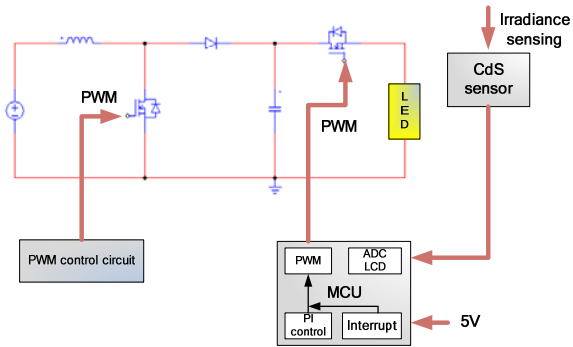 Irradiance
sensing
CdS
sensor
PWM
PWM
L
E
D
PWM control circuit
PWM
ADC
LCD
MCU
PI
control
Interrupt
5V